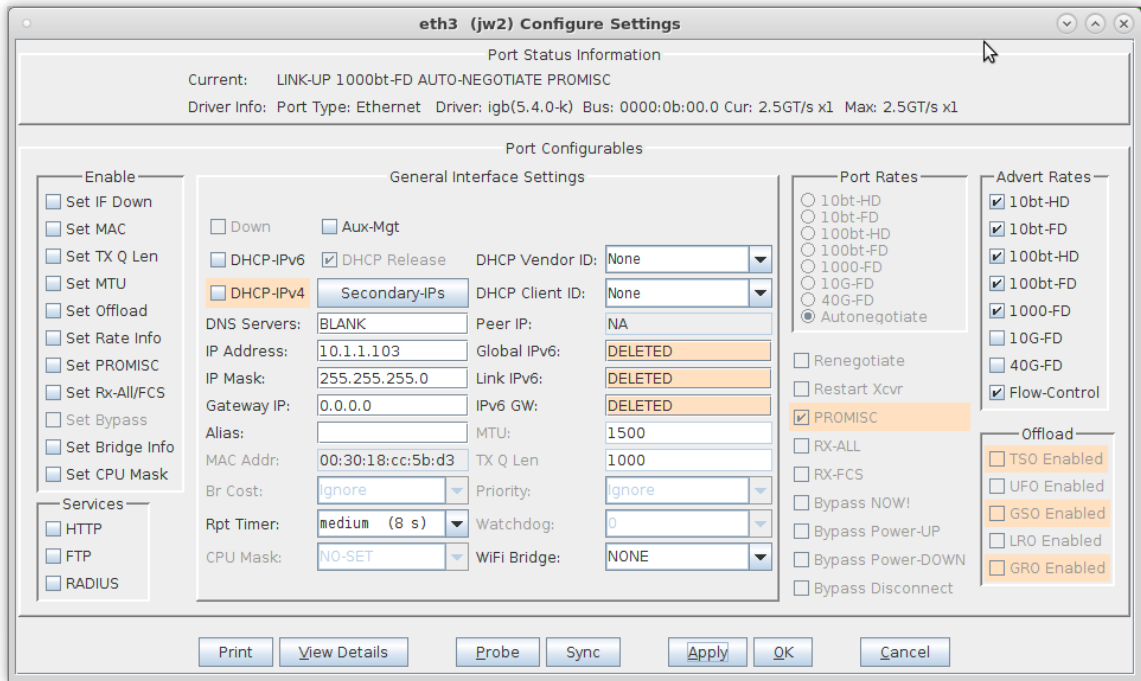 eth3 (jw2) Configure Settings
Port Status Information
Current: LINK-UP 1000bt-FD AUTO-NEGOTIATE PROMISC
Driver Info: Port Type: Ethernet Driver: igb(5.4.0-k) Bus: 0000:0b:00.0 Cur: 2.5GT/s x1 Max: 2.5GT/s x1
Port Configurables
Enable
Set IF Down
Set MAC
Set TX Q Len
Set MTU
Set Offload
Set Rate Info
Set PROMISC
Set Rx-All/FCS
Set Bypass
Set Bridge Info
Set CPU Mask
Services
HTTP
FTP
RADIUS
General Interface Settings
Down Aux-Mgt
DHCP-IPv6 DHCP Release DHCP Vendor ID: None
DHCP-IPv4 Secondary-IPs DHCP Client ID: None
DNS Servers: BLANK Peer IP: NA
IP Address: 10.1.1.103 Global IPv6: DELETED
IP Mask: 255.255.255.0 Link IPv6: DELETED
Gateway IP: 0.0.0.0 IPv6 GW: DELETED
Alias: MTU: 1500
MAC Addr: 00:30:18:cc:5b:d3 TX Q Len 1000
Br Cost: Ignore Priority: Ignore
Rpt Timer: medium (8 s) Watchdog: 0
CPU Mask: NO-SET WiFi Bridge: NONE
Port Rates
10bt-HD
10bt-FD
100bt-HD
100bt-FD
1000-FD
10G-FD
40G-FD
Autonegotiate
Renegotiate
Restart Xcvr
PROMISC
RX-ALL
RX-FCS
Bypass NOW!
Bypass Power-UP
Bypass Power-DOWN
Bypass Disconnect
Advert Rates
10bt-HD
10bt-FD
100bt-HD
100bt-FD
1000-FD
10G-FD
40G-FD
Flow-Control
Offload
TSO Enabled
UFO Enabled
GSO Enabled
LRO Enabled
GRO Enabled
Print View Details Probe Sync Apply OK Cancel